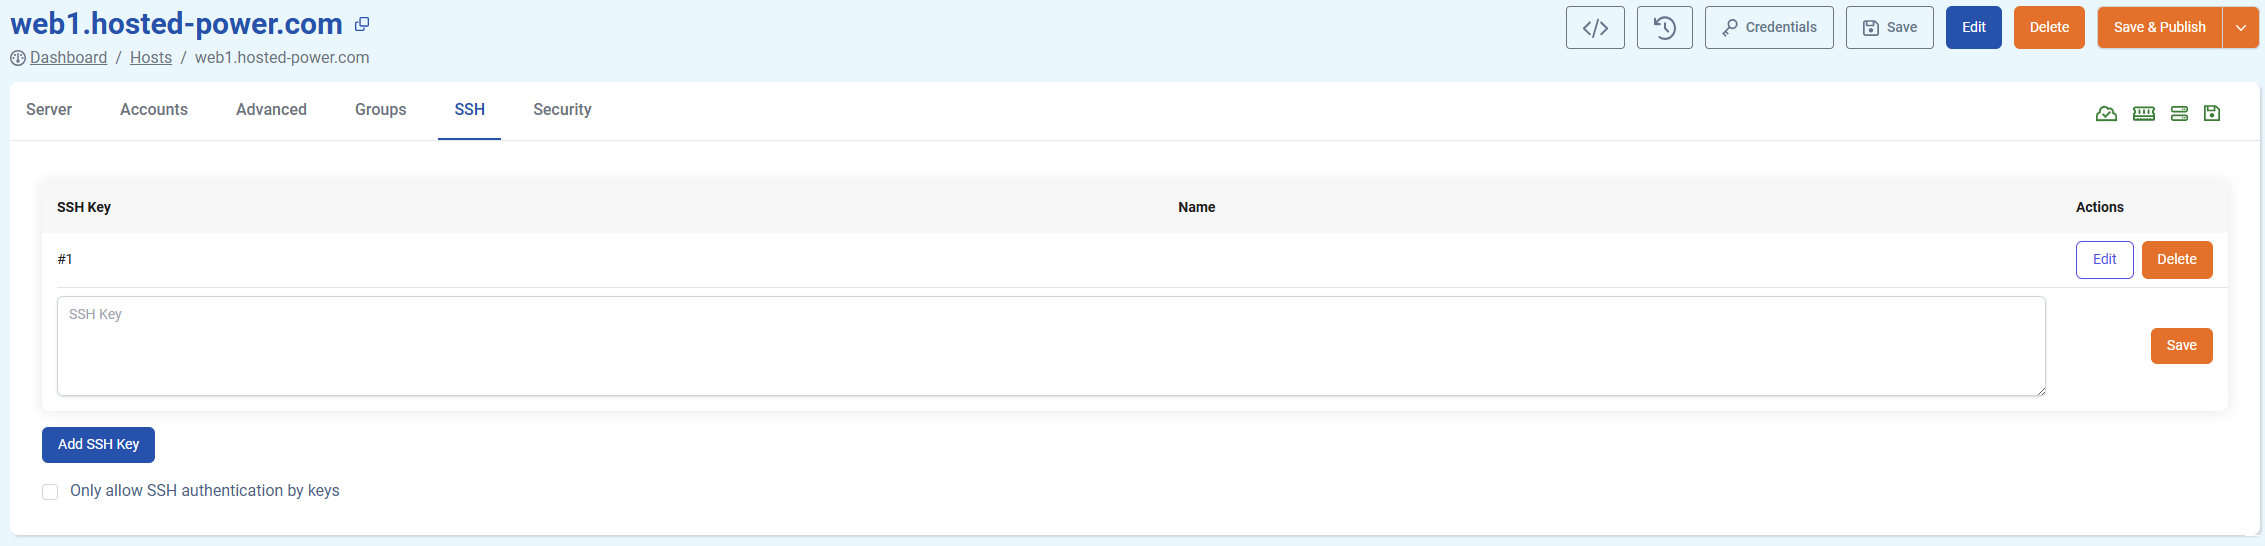 web1.hosted-power.com
Credentials
Save
Edit
Delete
Save & Publish
Dashboard / Hosts / web1.hosted-power.com
Server Accounts Advanced Groups SSH Security
SSH Key Name Actions
#1 Edit Delete
SSH Key
Save
Add SSH Key
Only allow SSH authentication by keys